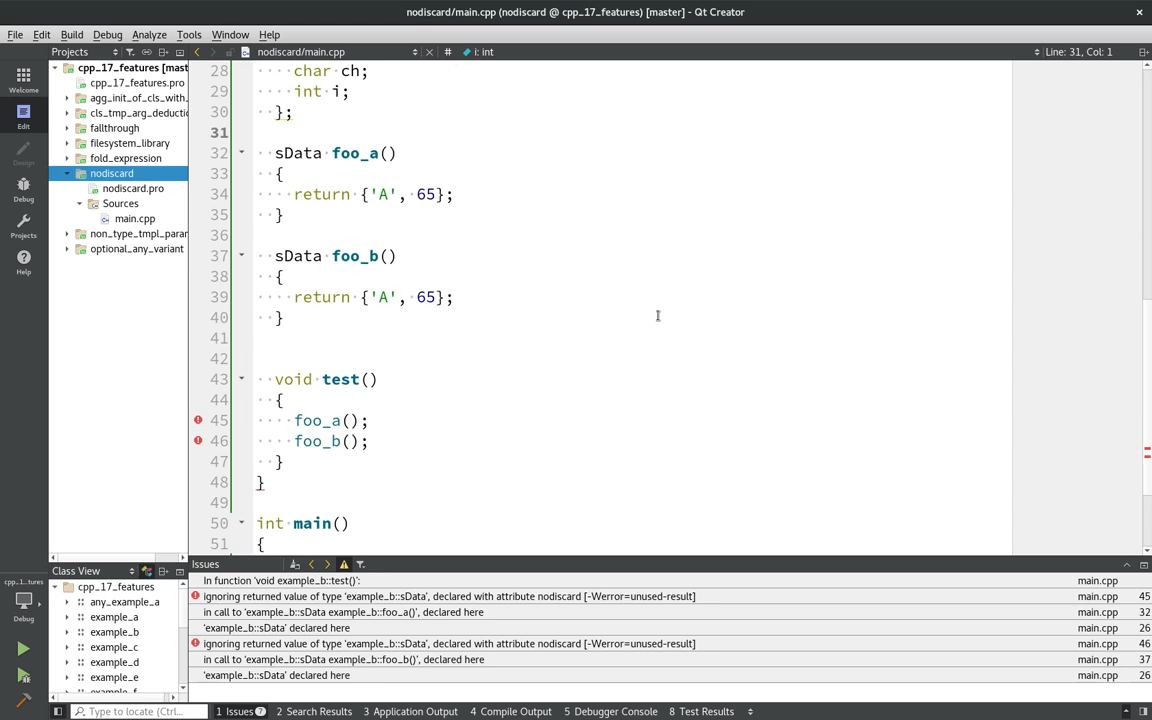 nodiscard/main.cpp (nodiscard @ cpp_17_features) [master] - Qt Creator
File Edit Build Debug Analyze Tools Window Help
Projects
nodiscard/main.cpp
# i: int
Line: 31, Col: 1
Welcome
Edit
Design
Debug
Projects
Help
cpp_17_features [mast
cpp_17_features.pro
agg_init_of_cls_with_
cls_tmp_arg_deductio
fallthrough
filesystem_library
fold_expression
nodiscard
nodiscard.pro
Sources
main.cpp
non_type_tmpl_parar
optional_any_variant
28 ····char·ch;
29 ····int·i;
30 ··};
31
32 ··sData·foo_a()
33 ··{
34 ····return·{'A',·65};
35 ··}
36
37 ··sData·foo_b()
38 ··{
39 ····return·{'A',·65};
40 ··}
41
42
43 ··void·test()
44 ··{
45 ····foo_a();
46 ····foo_b();
47 ··}
48 }
49
50 int·main()
51 {
Class View
cpp_17_features
any_example_a
example_a
example_b
example_c
example_d
example_e
example_f
cpp_1...tures
Debug
Issues
In function 'void example_b::test()': main.cpp
ignoring returned value of type 'example_b::sData', declared with attribute nodiscard [-Werror=unused-result] main.cpp 45
in call to 'example_b::sData example_b::foo_a()', declared here main.cpp 32
'example_b::sData' declared here main.cpp 26
ignoring returned value of type 'example_b::sData', declared with attribute nodiscard [-Werror=unused-result] main.cpp 46
in call to 'example_b::sData example_b::foo_b()', declared here main.cpp 37
'example_b::sData' declared here main.cpp 26
Type to locate (Ctrl...
1 Issues 7 2 Search Results 3 Application Output 4 Compile Output 5 Debugger Console 8 Test Results